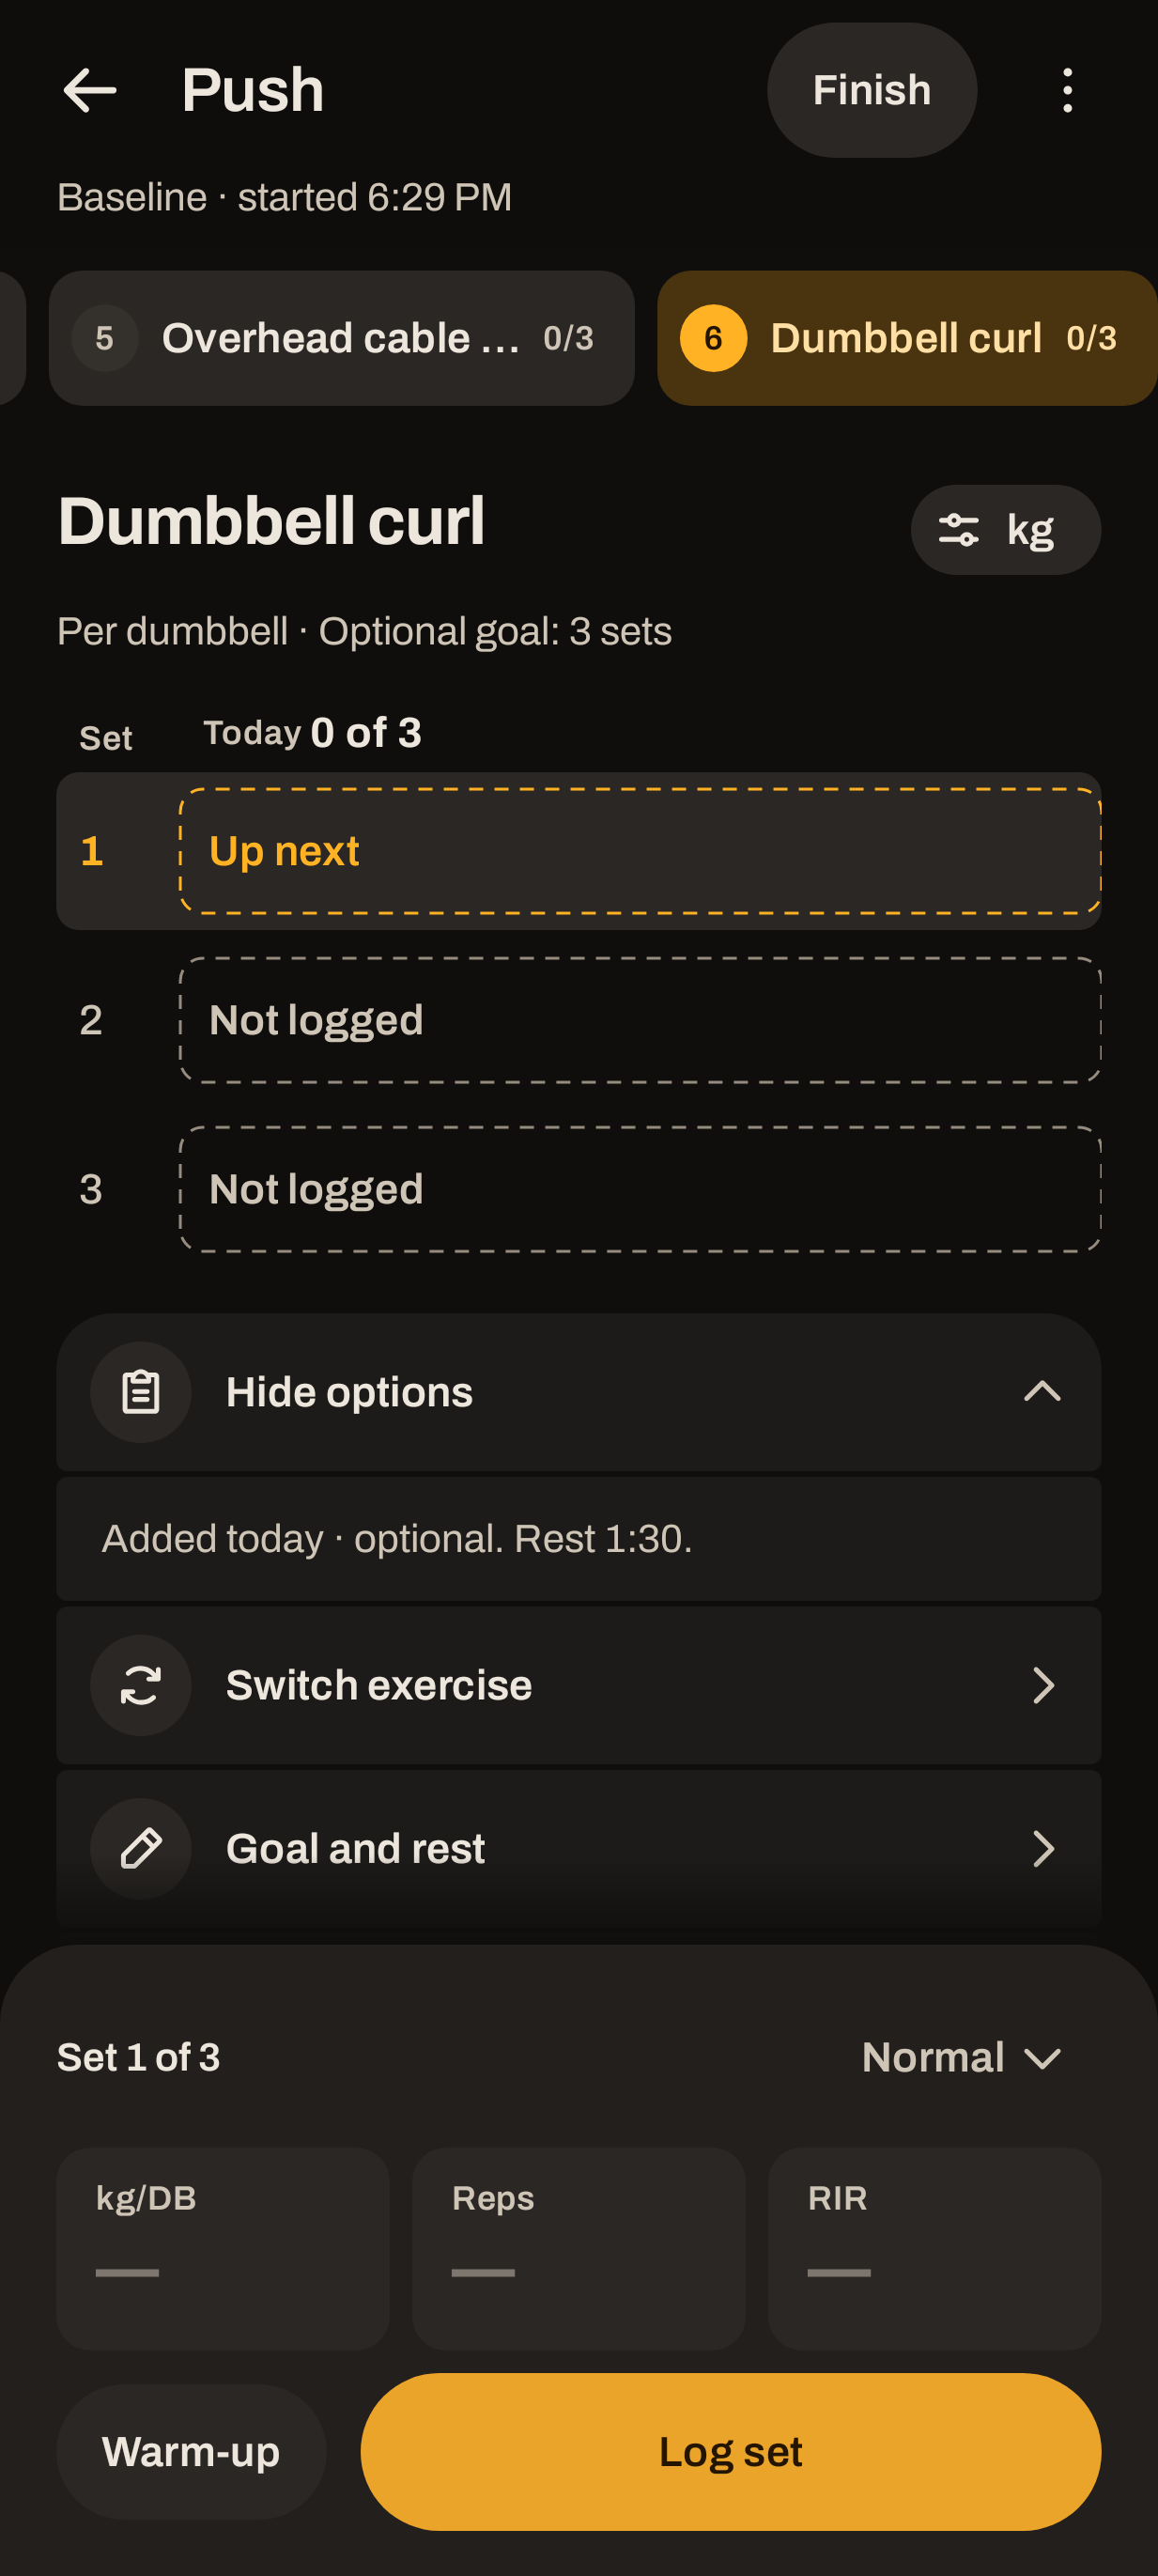 Push
Finish
Baseline · started 6:29 PM
5 Overhead cable ... 0/3
6 Dumbbell curl 0/3
Dumbbell curl
kg
Per dumbbell · Optional goal: 3 sets
Set Today 0 of 3
1 Up next
2 Not logged
3 Not logged
Hide options
Added today · optional. Rest 1:30.
Switch exercise
Goal and rest
Set 1 of 3
Normal
kg/DB Reps RIR
— — —
Warm-up
Log set